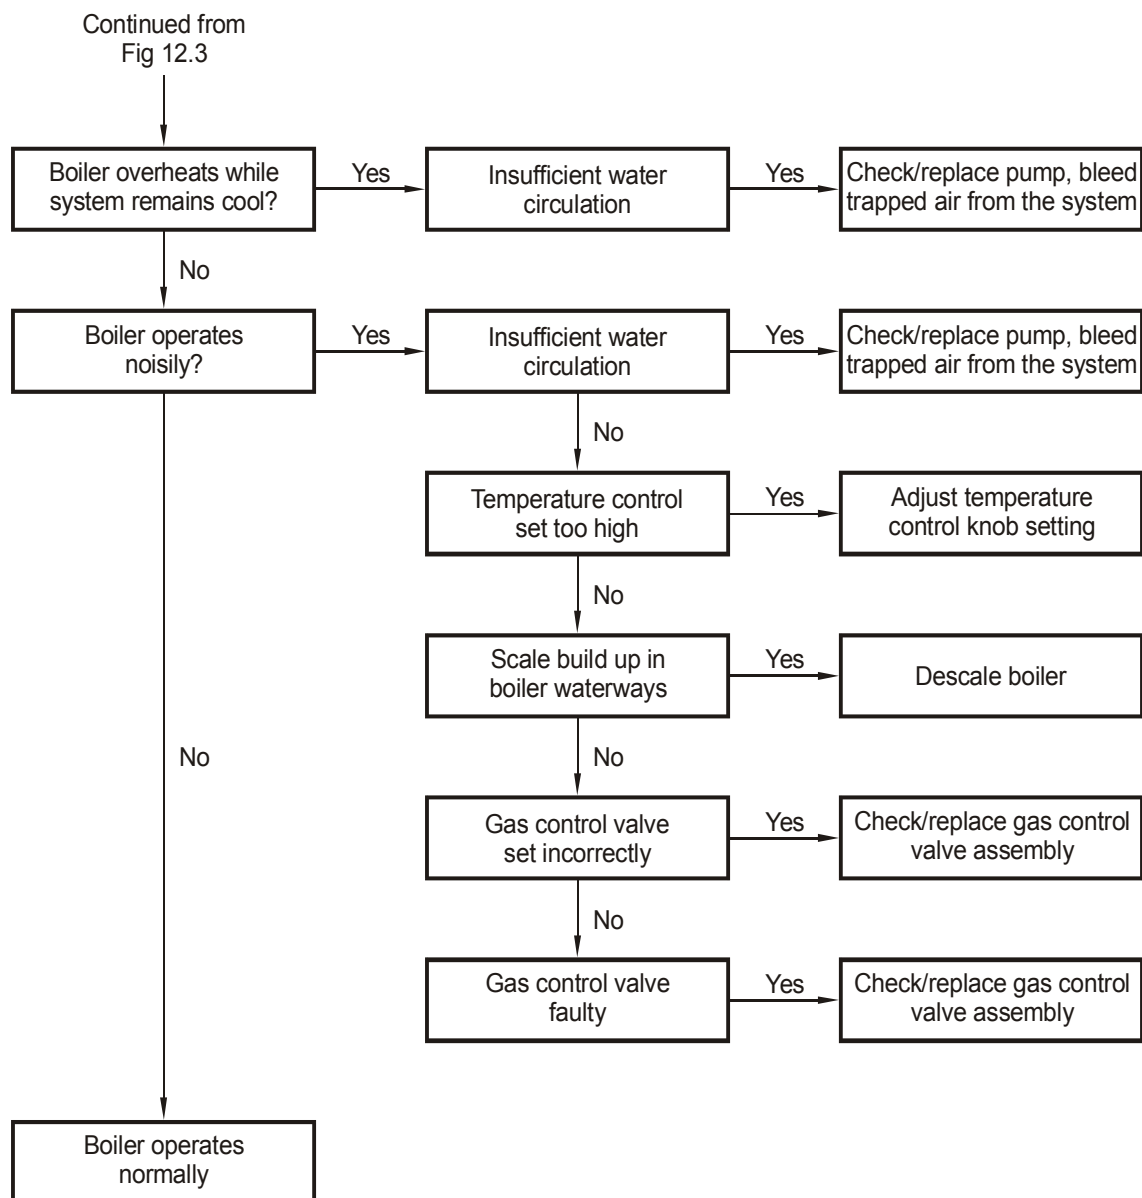 Continued from
Fig 12.3
Boiler overheats while
system remains cool?
Yes
Insufficient water
circulation
Yes
Check/replace pump, bleed
trapped air from the system
No
Boiler operates
noisily?
Yes
Insufficient water
circulation
Yes
Check/replace pump, bleed
trapped air from the system
No
Temperature control
set too high
Yes
Adjust temperature
control knob setting
No
Scale build up in
boiler waterways
Yes
Descale boiler
No
No
Gas control valve
set incorrectly
Yes
Check/replace gas control
valve assembly
No
Gas control valve
faulty
Yes
Check/replace gas control
valve assembly
Boiler operates
normally